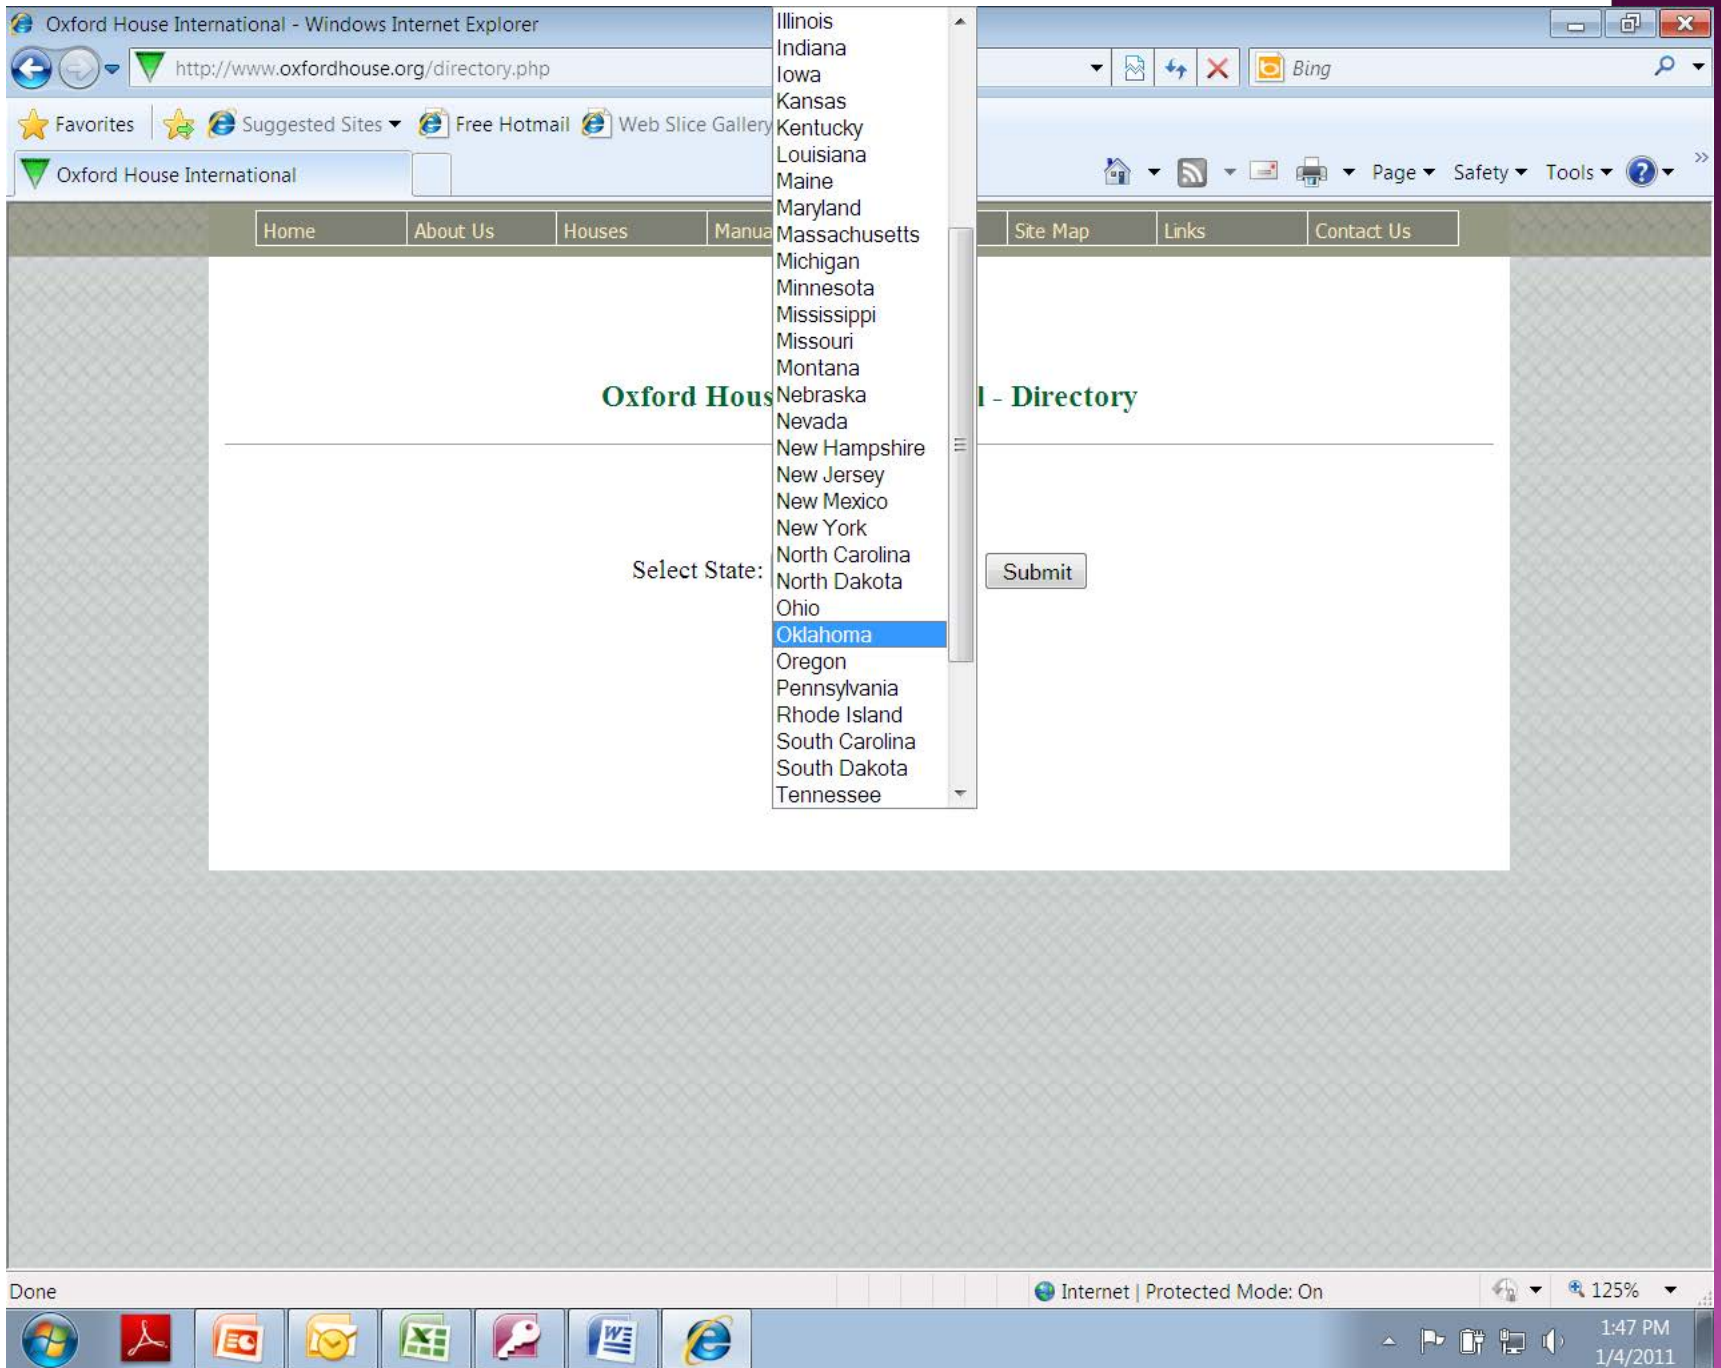 Oxford House International - Windows Internet Explorer
http://www.oxfordhouse.org/directory.php
Bing
Favorites Suggested Sites Free Hotmail Web Slice Gallery
Oxford House International
Page Safety Tools
Home About Us Houses Manua Site Map Links Contact Us
Oxford Hous l - Directory
Select State: Submit
Illinois
Indiana
Iowa
Kansas
Kentucky
Louisiana
Maine
Maryland
Massachusetts
Michigan
Minnesota
Mississippi
Missouri
Montana
Nebraska
Nevada
New Hampshire
New Jersey
New Mexico
New York
North Carolina
North Dakota
Ohio
Oklahoma
Oregon
Pennsylvania
Rhode Island
South Carolina
South Dakota
Tennessee
Done Internet | Protected Mode: On 125%
1:47 PM
1/4/2011